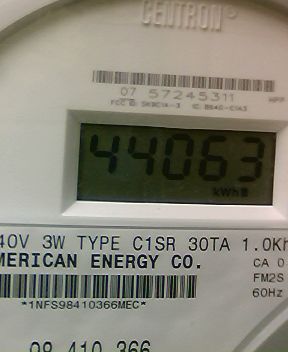 CENTRON®
07 57245311
44063
kWh
40V 3W TYPE C1SR 30TA 1.0Kh
MERICAN ENERGY CO.
CA 0
FM2S
60Hz
*1NFS98410366MEC*
98 410 366